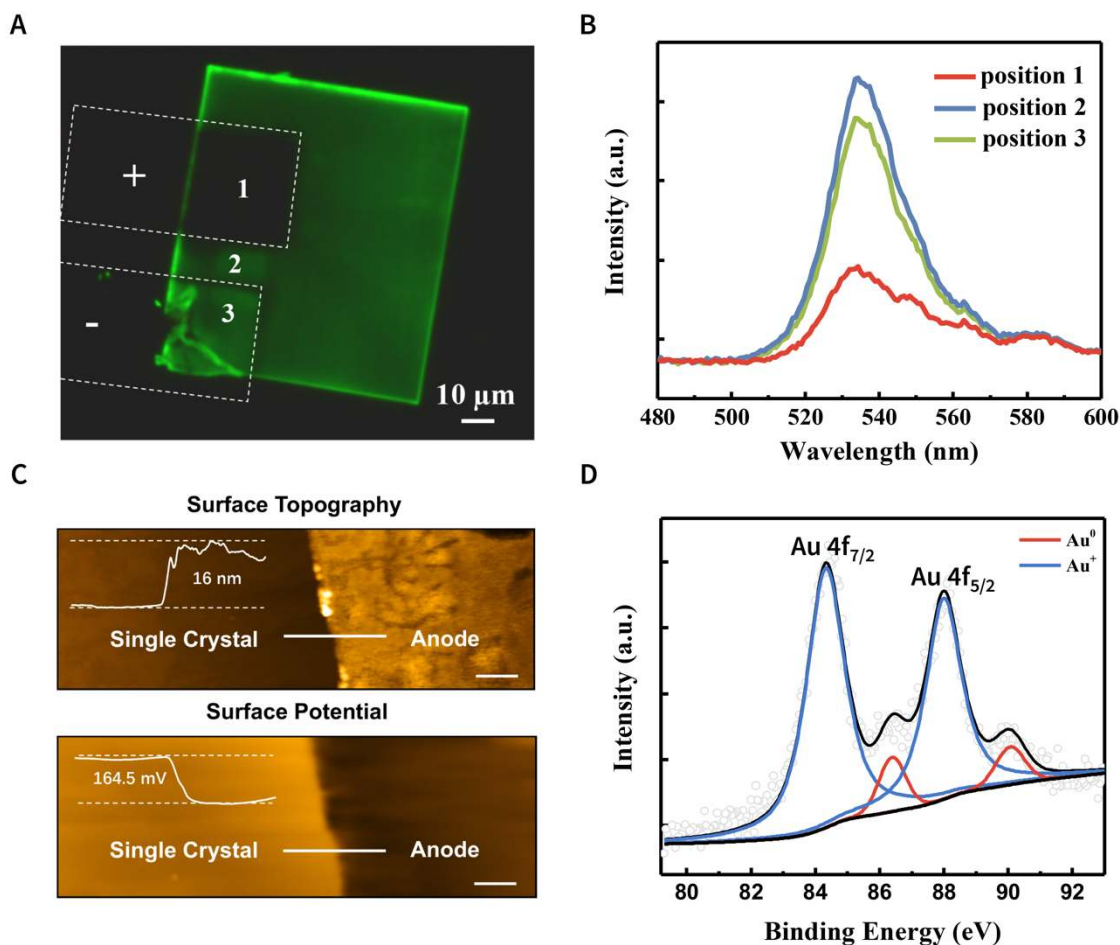 A
+
1
2
3
-
10 μm
B
Intensity (a.u.)
position 1
position 2
position 3
480 500 520 540 560 580 600
Wavelength (nm)
C
Surface Topography
16 nm
Single Crystal
Anode
Surface Potential
164.5 mV
Single Crystal
Anode
D
Intensity (a.u.)
Au 4f₇/₂
Au 4f₅/₂
Au⁰
Au⁺
80 82 84 86 88 90 92
Binding Energy (eV)